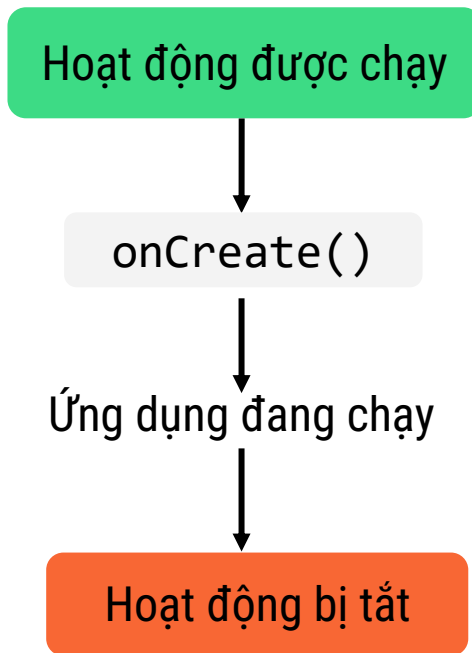 Hoạt động được chạy
onCreate()
Ứng dụng đang chạy
Hoạt động bị tắt